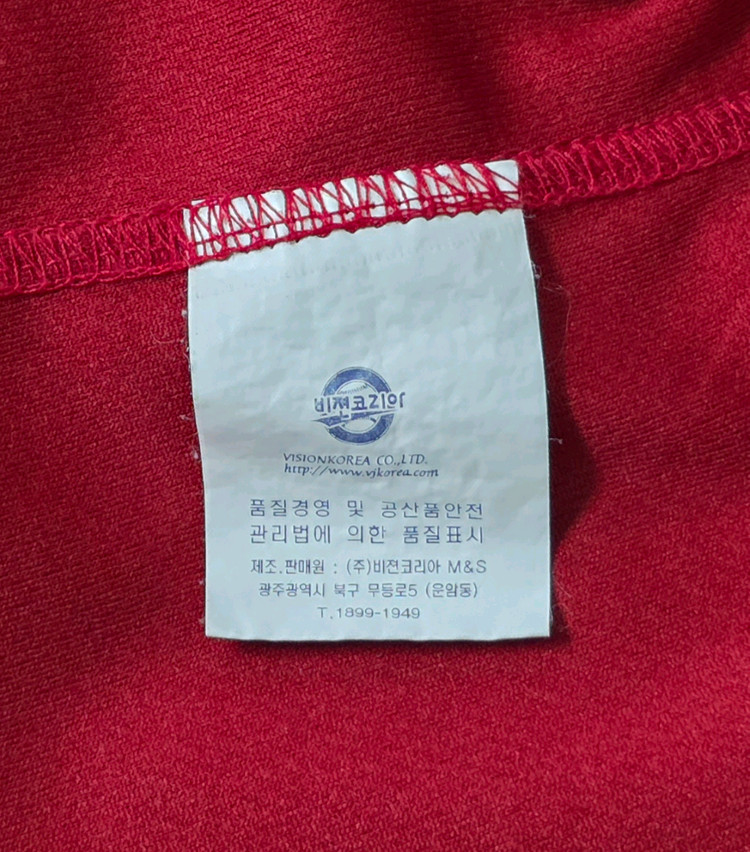 비젼코리아
VISIONKOREA CO.,LTD.
http://www.vjkorea.com
품질경영 및 공산품안전
관리법에 의한 품질표시
제조.판매원 : (주)비젼코리아 M&S
광주광역시 북구 무등로5 (운암동)
T.1899-1949